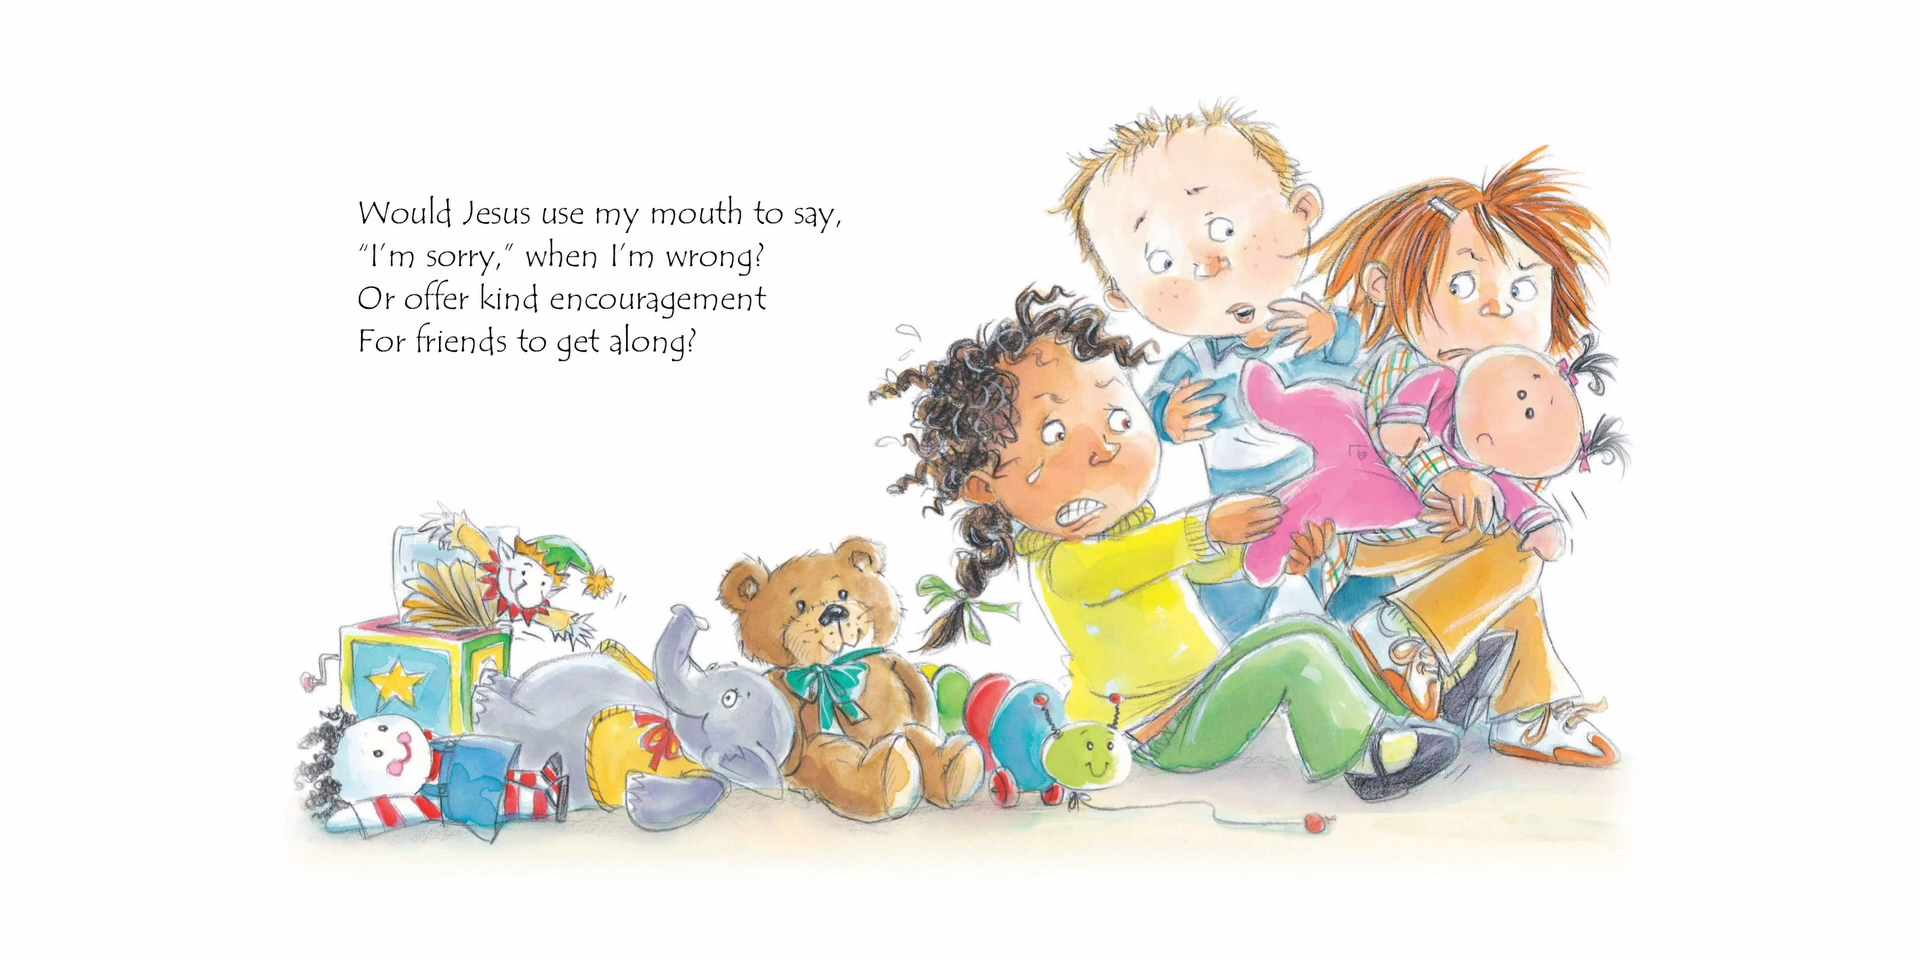 Would Jesus use my mouth to say,
“I’m sorry,” when I’m wrong?
Or offer kind encouragement
For friends to get along?